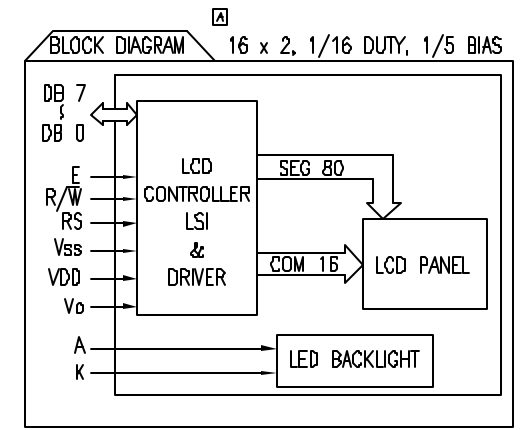 A
BLOCK DIAGRAM
16 x 2, 1/16 DUTY, 1/5 BIAS
DB 7
DB 0
E
R/W̅
RS
Vss
VDD
Vo
A
K
LCD
CONTROLLER
LSI
&
DRIVER
SEG 80
COM 16
LCD PANEL
LED BACKLIGHT